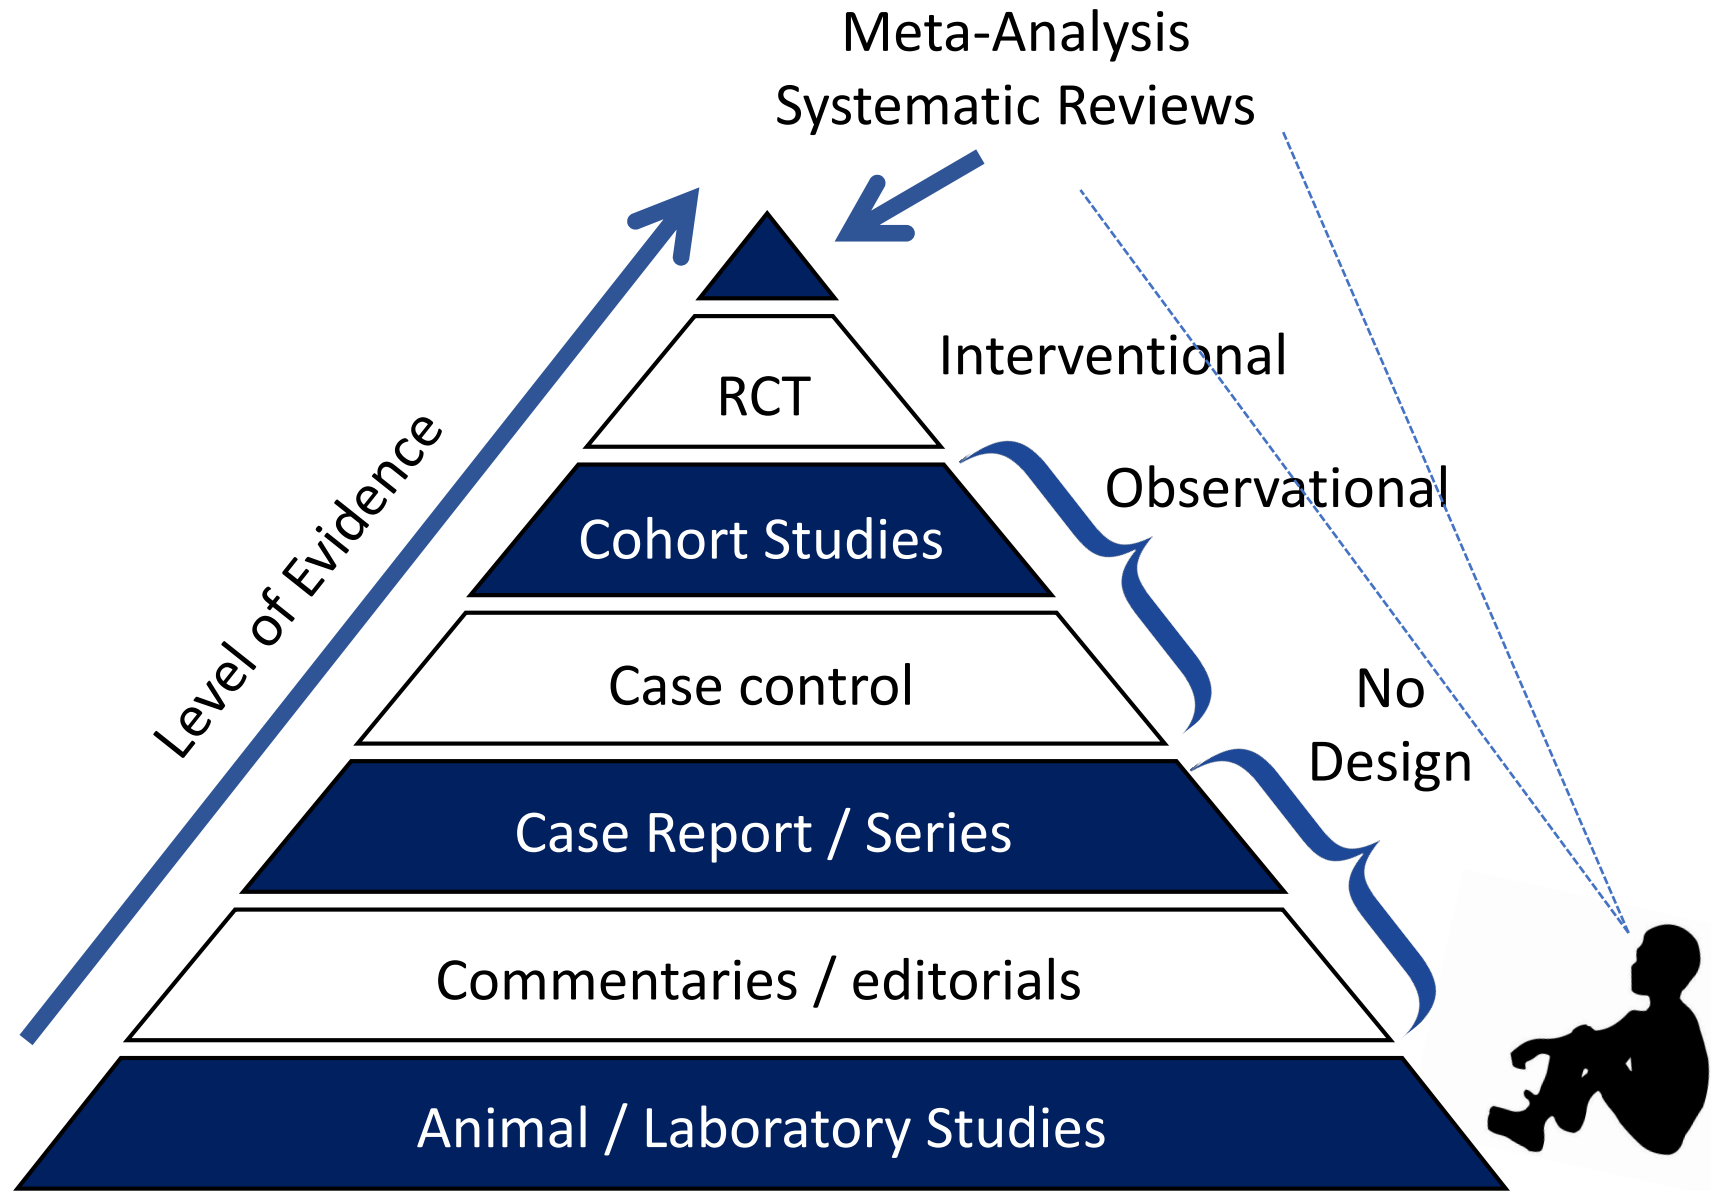 Meta-Analysis
Systematic Reviews
Interventional
RCT
Level of Evidence
Observational
Cohort Studies
Case control
No
Design
Case Report / Series
Commentaries / editorials
Animal / Laboratory Studies